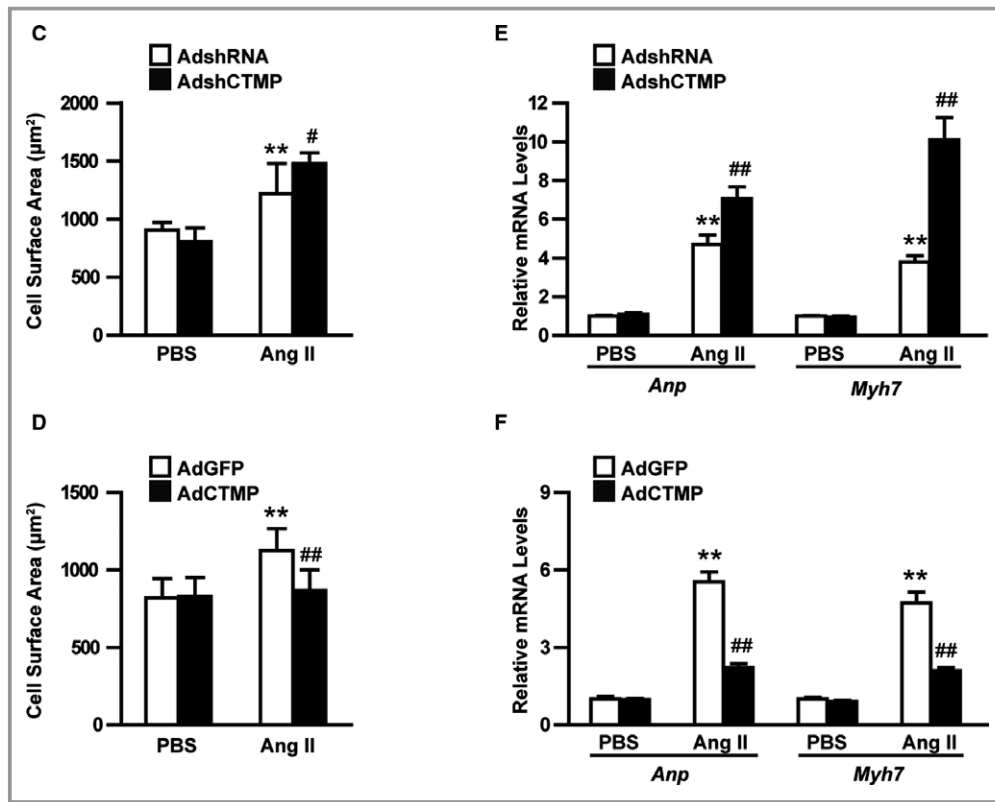 C
AdshRNA
AdshCTMP
Cell Surface Area (µm²)
2000
1500
1000
500
0
**
#
PBS
Ang II
E
AdshRNA
AdshCTMP
Relative mRNA Levels
12
10
8
6
4
2
0
**
##
**
##
PBS
Ang II
PBS
Ang II
Anp
Myh7
D
AdGFP
AdCTMP
Cell Surface Area (µm²)
1500
1000
500
0
**
##
PBS
Ang II
F
AdGFP
AdCTMP
Relative mRNA Levels
9
6
3
0
**
##
**
##
PBS
Ang II
PBS
Ang II
Anp
Myh7